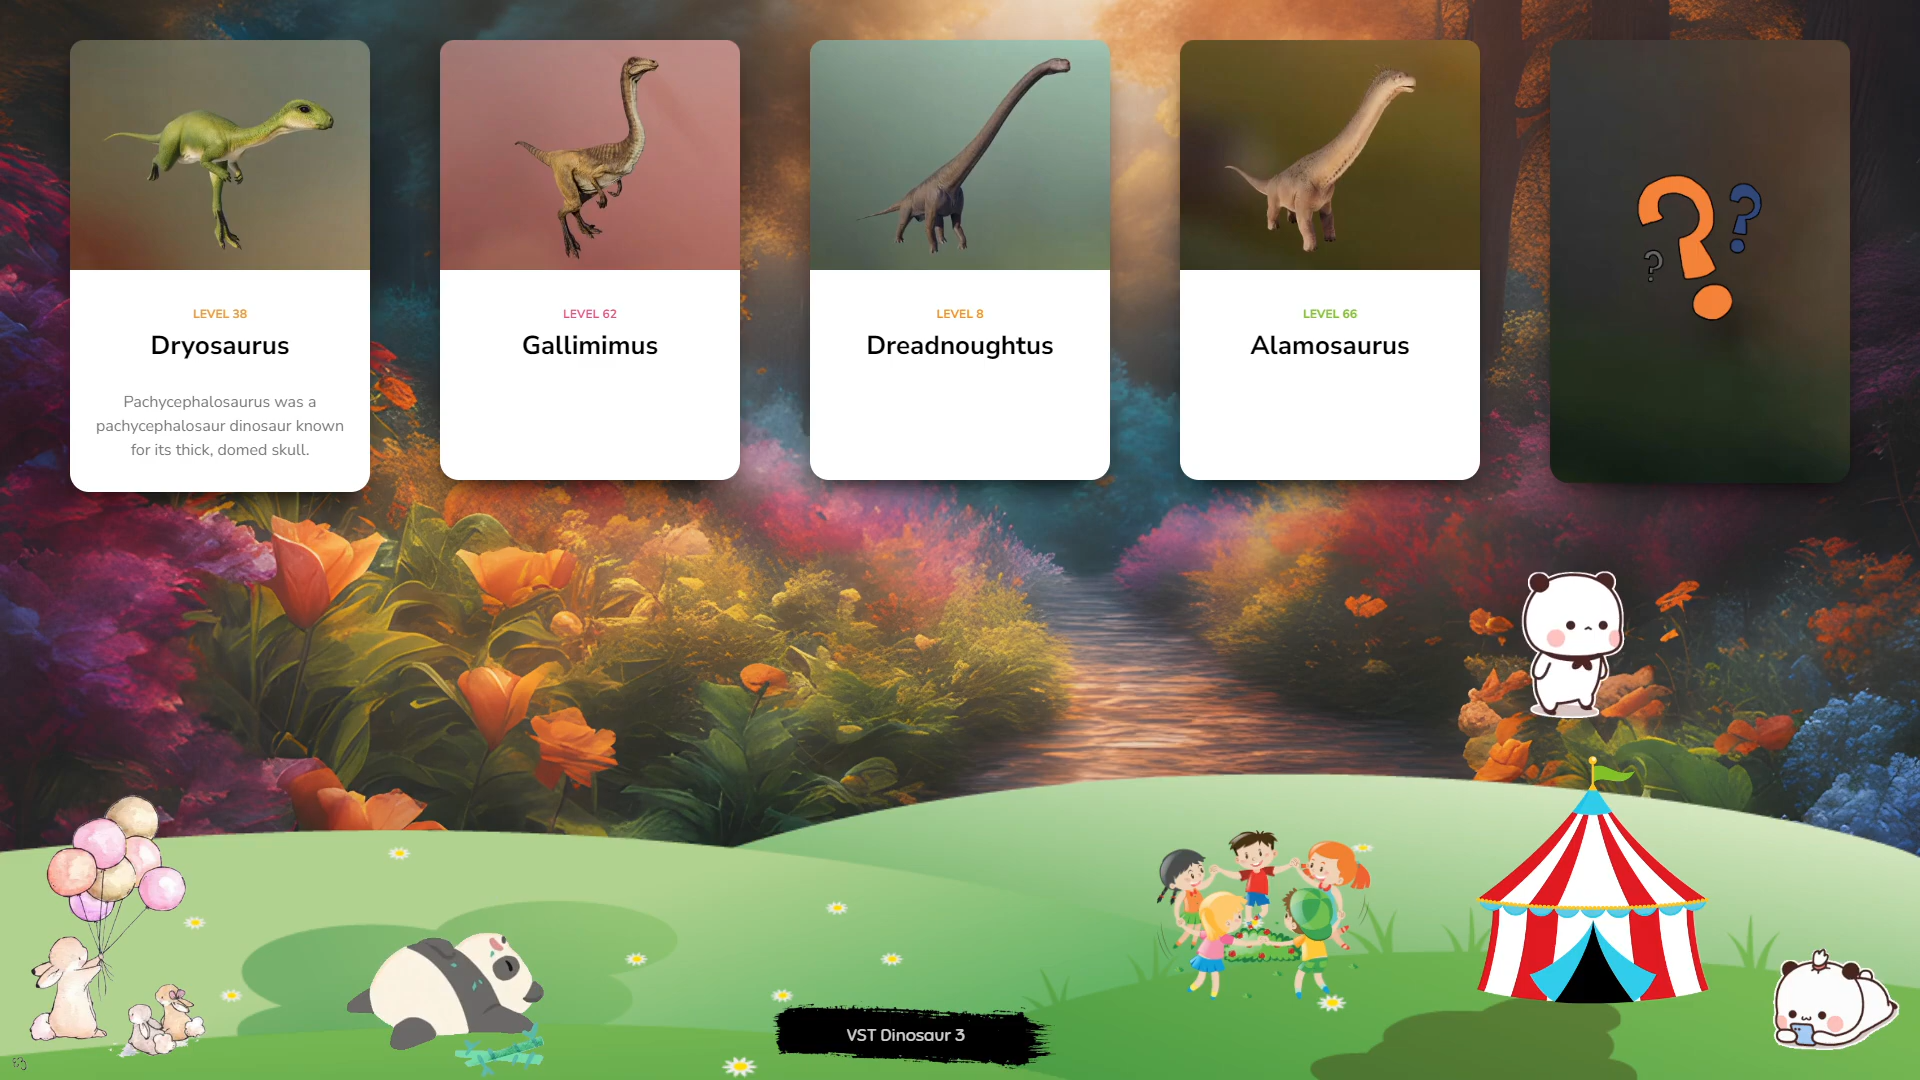 LEVEL 38
Dryosaurus
Pachycephalosaurus was a
pachycephalosaur dinosaur known
for its thick, domed skull.
LEVEL 62
Gallimimus
LEVEL 8
Dreadnoughtus
LEVEL 66
Alamosaurus
? ? ?
VST Dinosaur 3